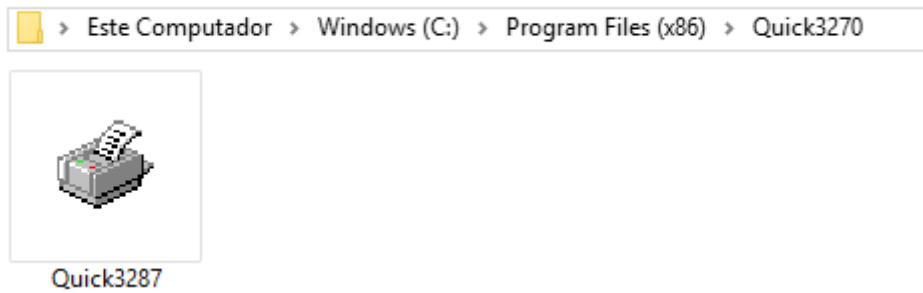 Este Computador > Windows (C:) > Program Files (x86) > Quick3270
Quick3287